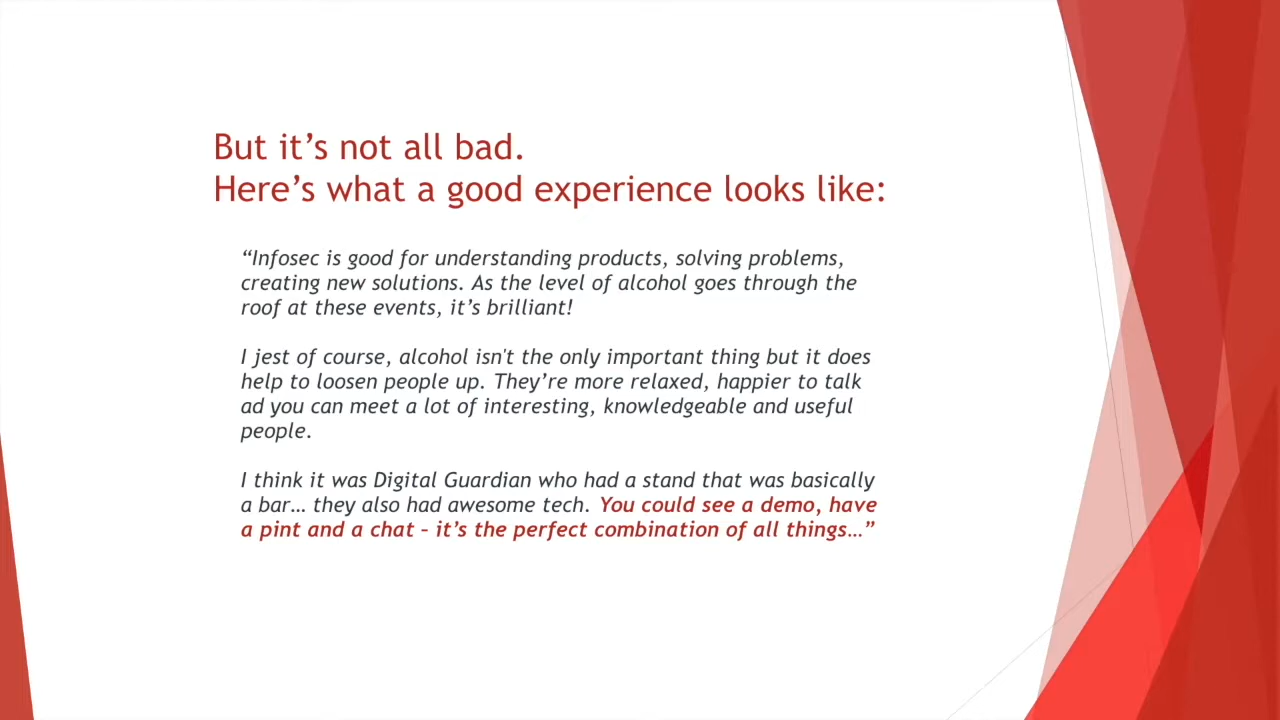 But it’s not all bad.
Here’s what a good experience looks like:
“Infosec is good for understanding products, solving problems,
creating new solutions. As the level of alcohol goes through the
roof at these events, it’s brilliant!
I jest of course, alcohol isn't the only important thing but it does
help to loosen people up. They’re more relaxed, happier to talk
ad you can meet a lot of interesting, knowledgeable and useful
people.
I think it was Digital Guardian who had a stand that was basically
a bar… they also had awesome tech. You could see a demo, have
a pint and a chat – it’s the perfect combination of all things…”